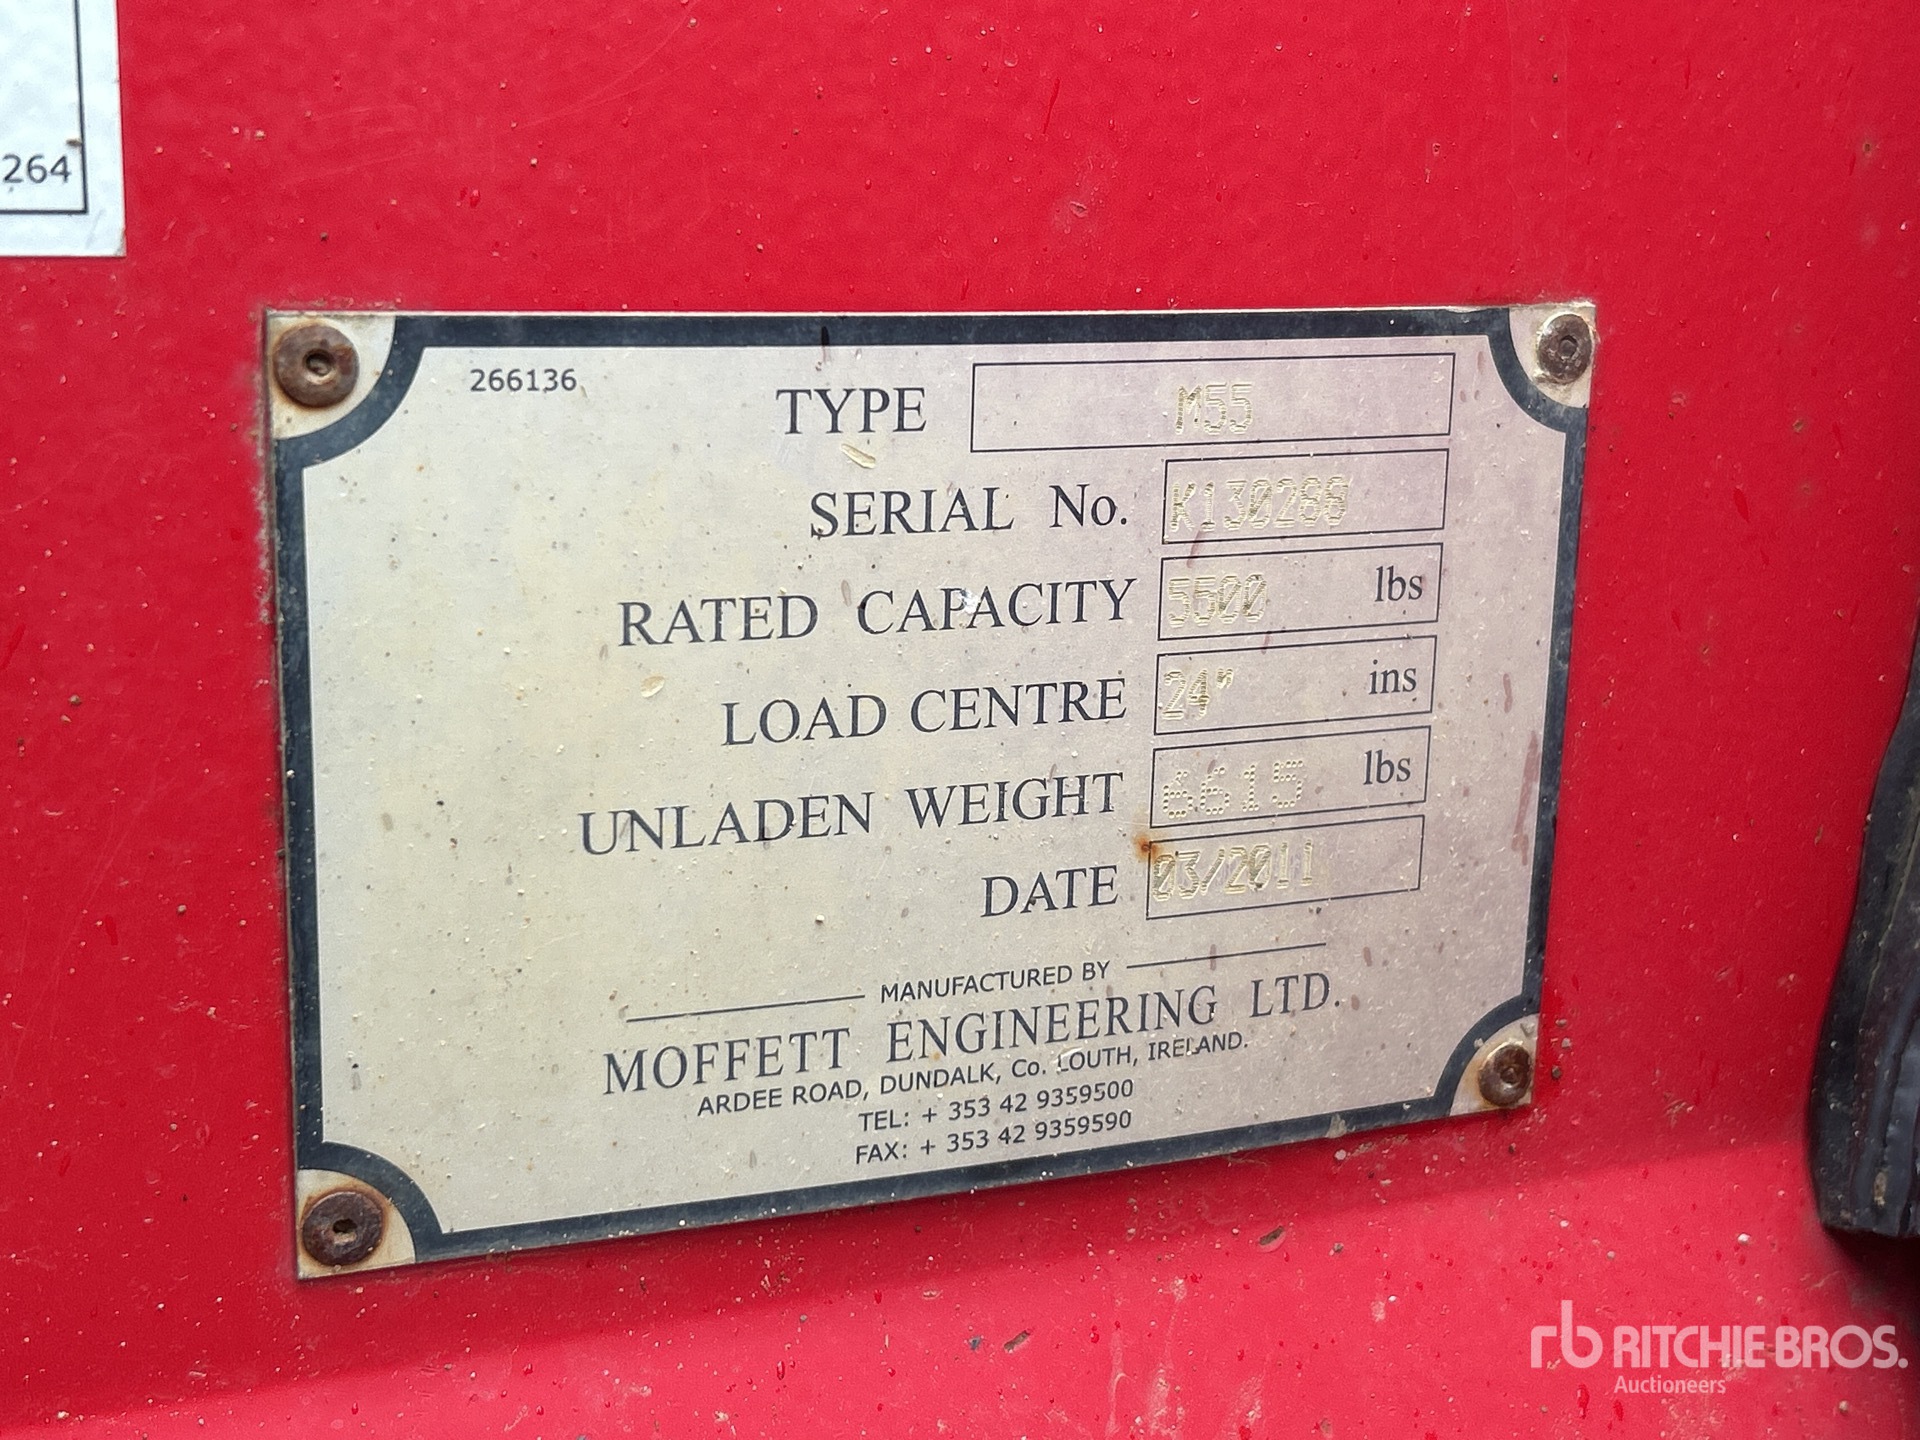 264
266136
TYPE M55
SERIAL No. K130288
RATED CAPACITY 5500 lbs
LOAD CENTRE 24" ins
UNLADEN WEIGHT 6615 lbs
DATE 03/2011
MANUFACTURED BY
MOFFETT ENGINEERING LTD.
ARDEE ROAD, DUNDALK, Co. LOUTH, IRELAND.
TEL: + 353 42 9359500
FAX: + 353 42 9359590
rb RITCHIE BROS.
Auctioneers